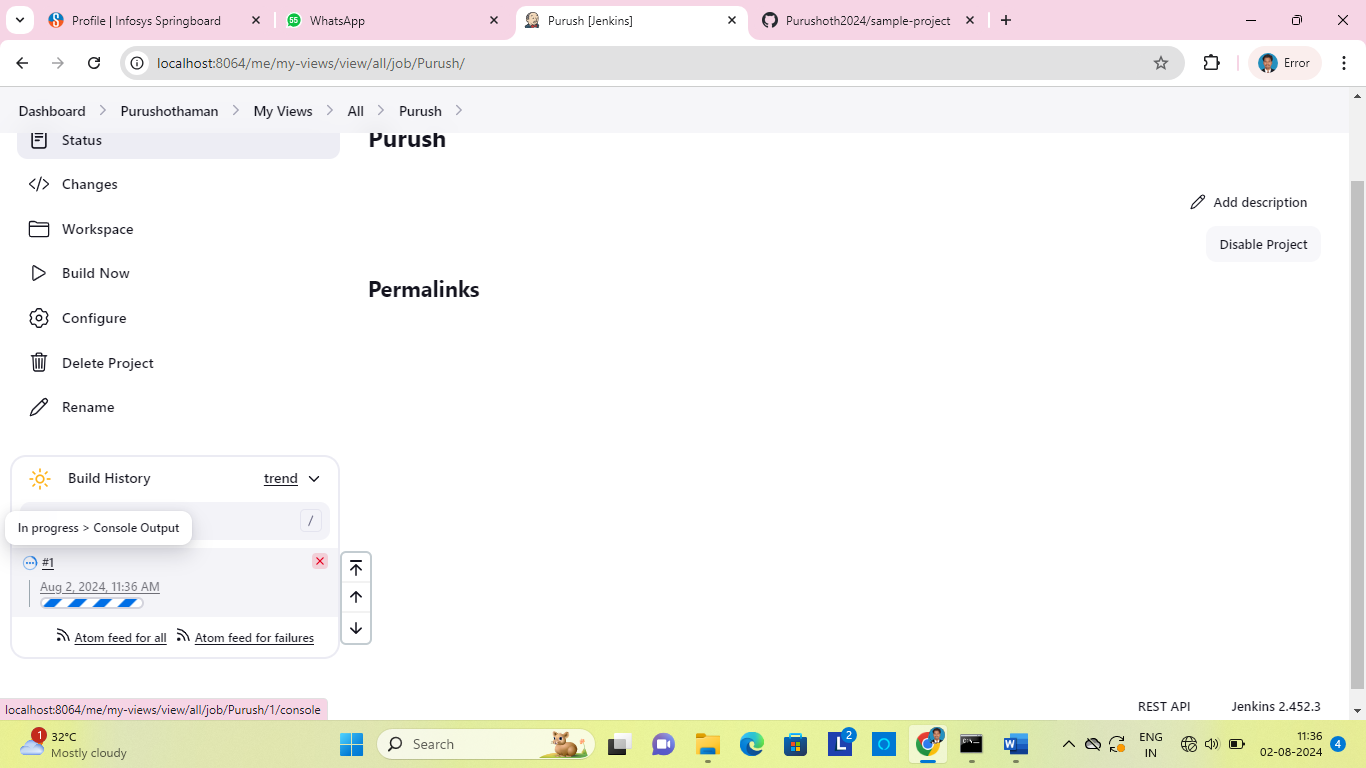 Profile | Infosys Springboard
55
WhatsApp
Purush [Jenkins]
Purushoth2024/sample-project
localhost:8064/me/my-views/view/all/job/Purush/
Error
Dashboard
Purushothaman
My Views
All
Purush
Status
Changes
Workspace
Build Now
Configure
Delete Project
Rename
Purush
Add description
Disable Project
Permalinks
Build History
trend
/
In progress > Console Output
#1
Aug 2, 2024, 11:36 AM
Atom feed for all
Atom feed for failures
REST API
Jenkins 2.452.3
localhost:8064/me/my-views/view/all/job/Purush/1/console
1
32°C
Mostly cloudy
Search
L
2
O
W
ENG
IN
11:36
02-08-2024
4